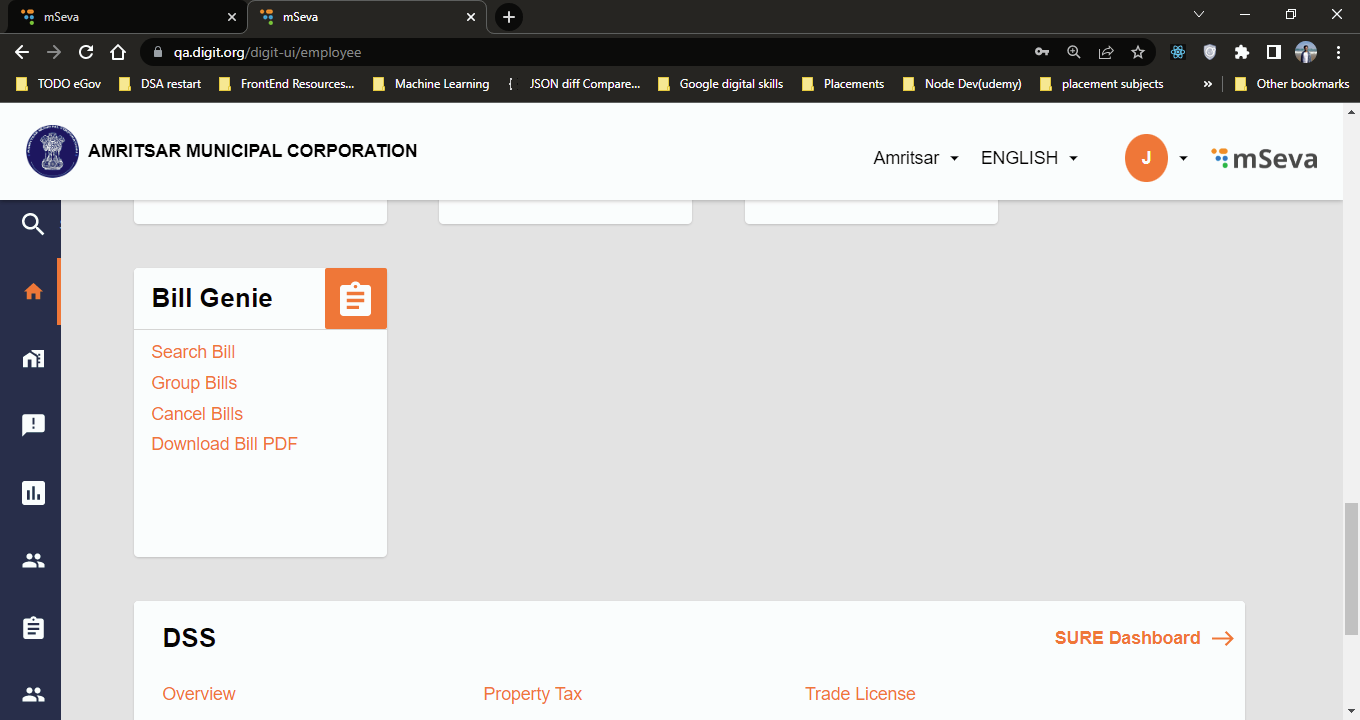 mSeva
mSeva
qa.digit.org/digit-ui/employee
TODO eGov
DSA restart
FrontEnd Resources...
Machine Learning
{ JSON diff Compare...
Google digital skills
Placements
Node Dev(udemy)
placement subjects
»
Other bookmarks
AMRITSAR MUNICIPAL CORPORATION
Amritsar
ENGLISH
J
mSeva
Bill Genie
Search Bill
Group Bills
Cancel Bills
Download Bill PDF
DSS
SURE Dashboard
Overview
Property Tax
Trade License